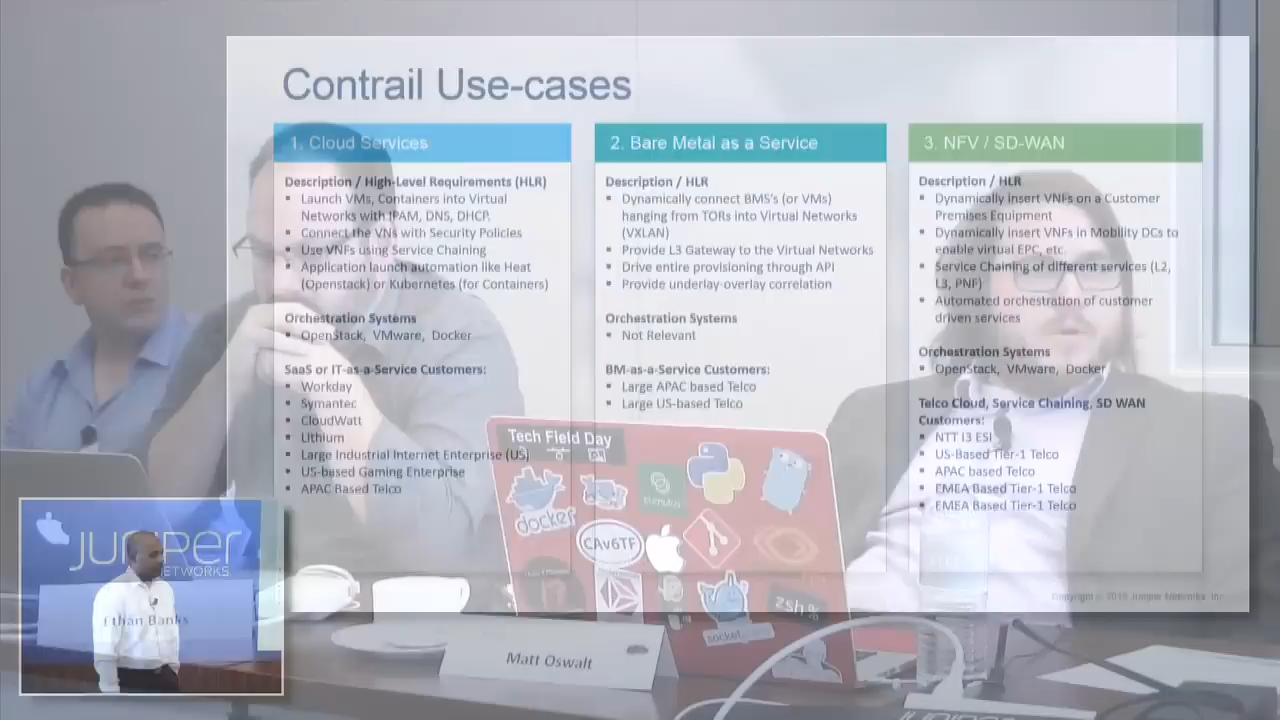 Contrail Use-cases
1. Cloud Services
Description / High-Level Requirements (HLR)
Launch VMs, Containers into Virtual
Networks with IPAM, DNS, DHCP.
Connect the VNs with Security Policies
Use VNFs using Service Chaining
Application launch automation like Heat
(Openstack) or Kubernetes (for Containers)
Orchestration Systems
OpenStack, VMware, Docker
SaaS or IT-as-a-Service Customers:
Workday
Symantec
CloudWatt
Lithium
Large Industrial Internet Enterprise (US)
US-based Gaming Enterprise
APAC Based Telco
2. Bare Metal as a Service
Description / HLR
Dynamically connect BMS's (or VMs)
hanging from TORs into Virtual Networks
(VXLAN)
Provide L3 Gateway to the Virtual Networks
Drive entire provisioning through API
Provide underlay-overlay correlation
Orchestration Systems
Not Relevant
BM-as-a-Service Customers:
Large APAC based Telco
Large US-based Telco
3. NFV / SD-WAN
Description / HLR
Dynamically insert VNFs on a Customer
Premises Equipment
Dynamically insert VNFs in Mobility DCs to
enable virtual EPC, etc.
Service Chaining of different services (L2,
L3, PNF)
Automated orchestration of customer
driven services
Orchestration Systems
OpenStack, VMware, Docker
Telco Cloud, Service Chaining, SD WAN
Customers:
NTT I3 ESI
US-Based Tier-1 Telco
APAC based Telco
EMEA Based Tier-1 Telco
EMEA Based Tier-1 Telco
Tech Field Day
docker
cumulus
CAv6TF
zsh %
socket
JUNIPER
NETWORKS
Ethan Banks
Matt Oswalt
Juniper Networks, Inc.